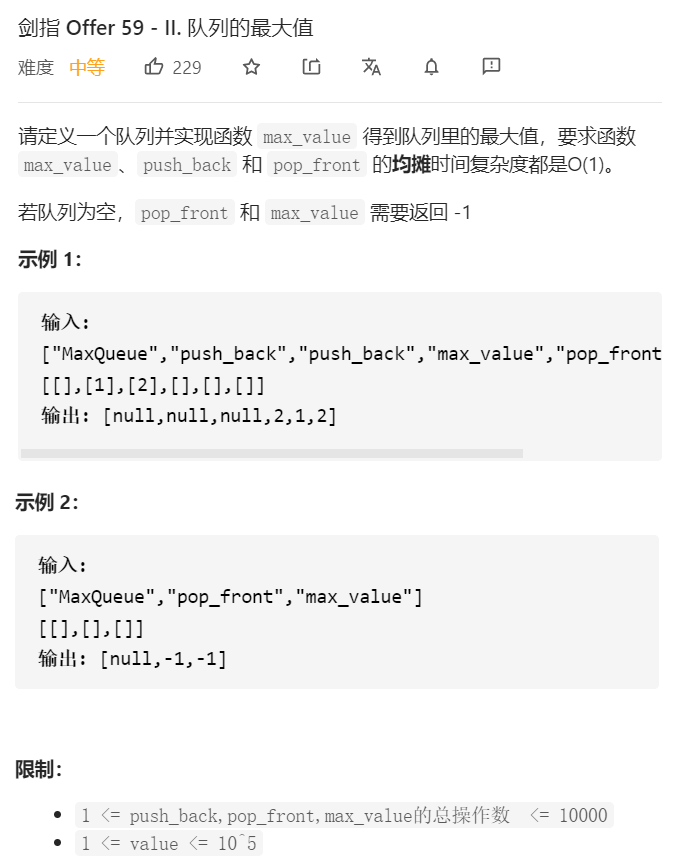 剑指 Offer 59 - II. 队列的最大值
难度 中等 229
请定义一个队列并实现函数 max_value 得到队列里的最大值，要求函数
max_value、push_back 和 pop_front 的均摊时间复杂度都是O(1)。
若队列为空，pop_front 和 max_value 需要返回 -1
示例 1：
输入：
["MaxQueue","push_back","push_back","max_value","pop_front
[[],[1],[2],[],[],[]]
输出：[null,null,null,2,1,2]
示例 2：
输入：
["MaxQueue","pop_front","max_value"]
[[],[],[]]
输出：[null,-1,-1]
限制：
1 <= push_back,pop_front,max_value的总操作数 <= 10000
1 <= value <= 10^5